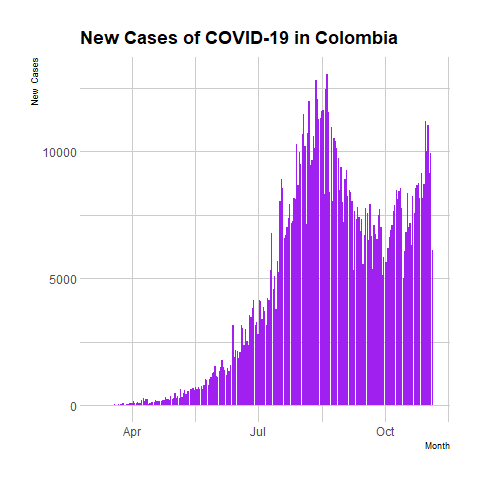 New Cases of COVID-19 in Colombia
New Cases
10000
5000
0
Apr
Jul
Oct
Month